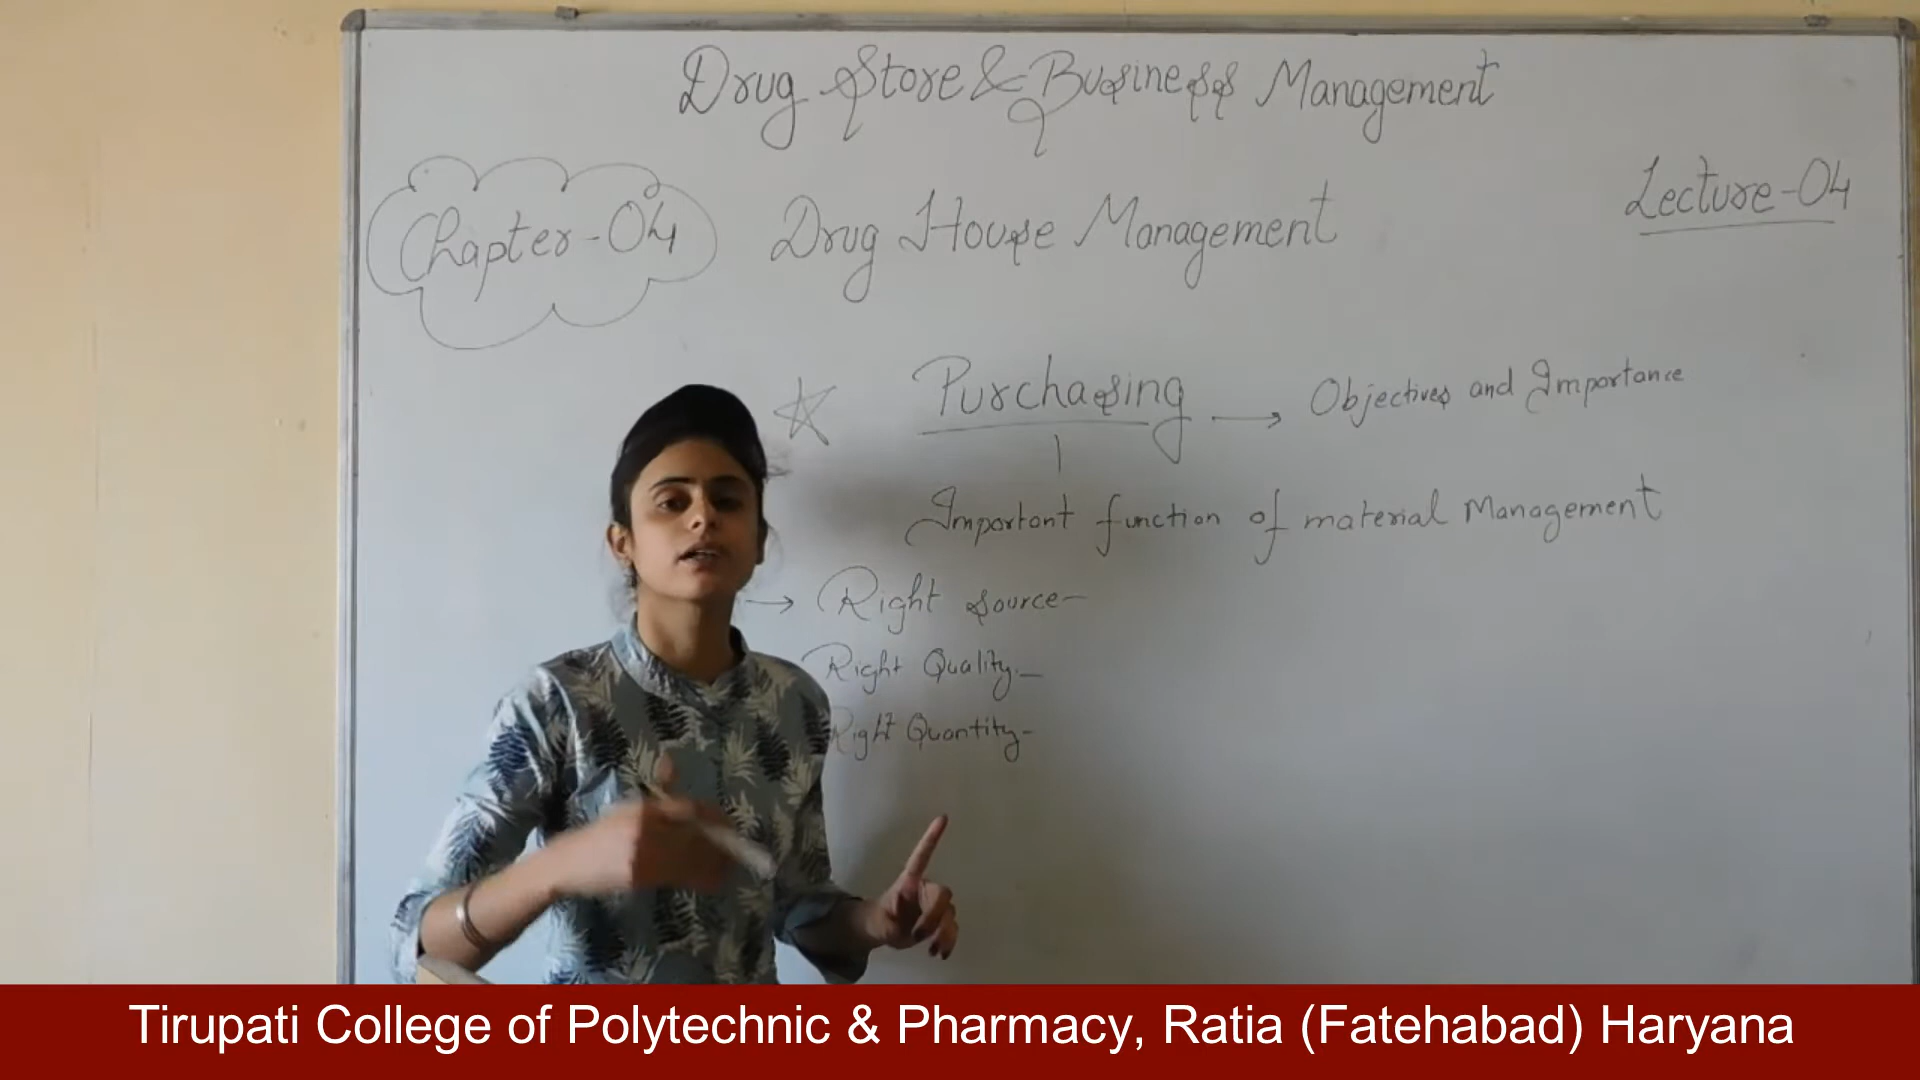 Drug Store & Business Management
Lecture-04
Chapter-04 Drug House Management
Purchasing → Objectives and Importance
Important function of material Management
→ Right Source-
Right Quality.-
Right Quantity-
Tirupati College of Polytechnic & Pharmacy, Ratia (Fatehabad) Haryana